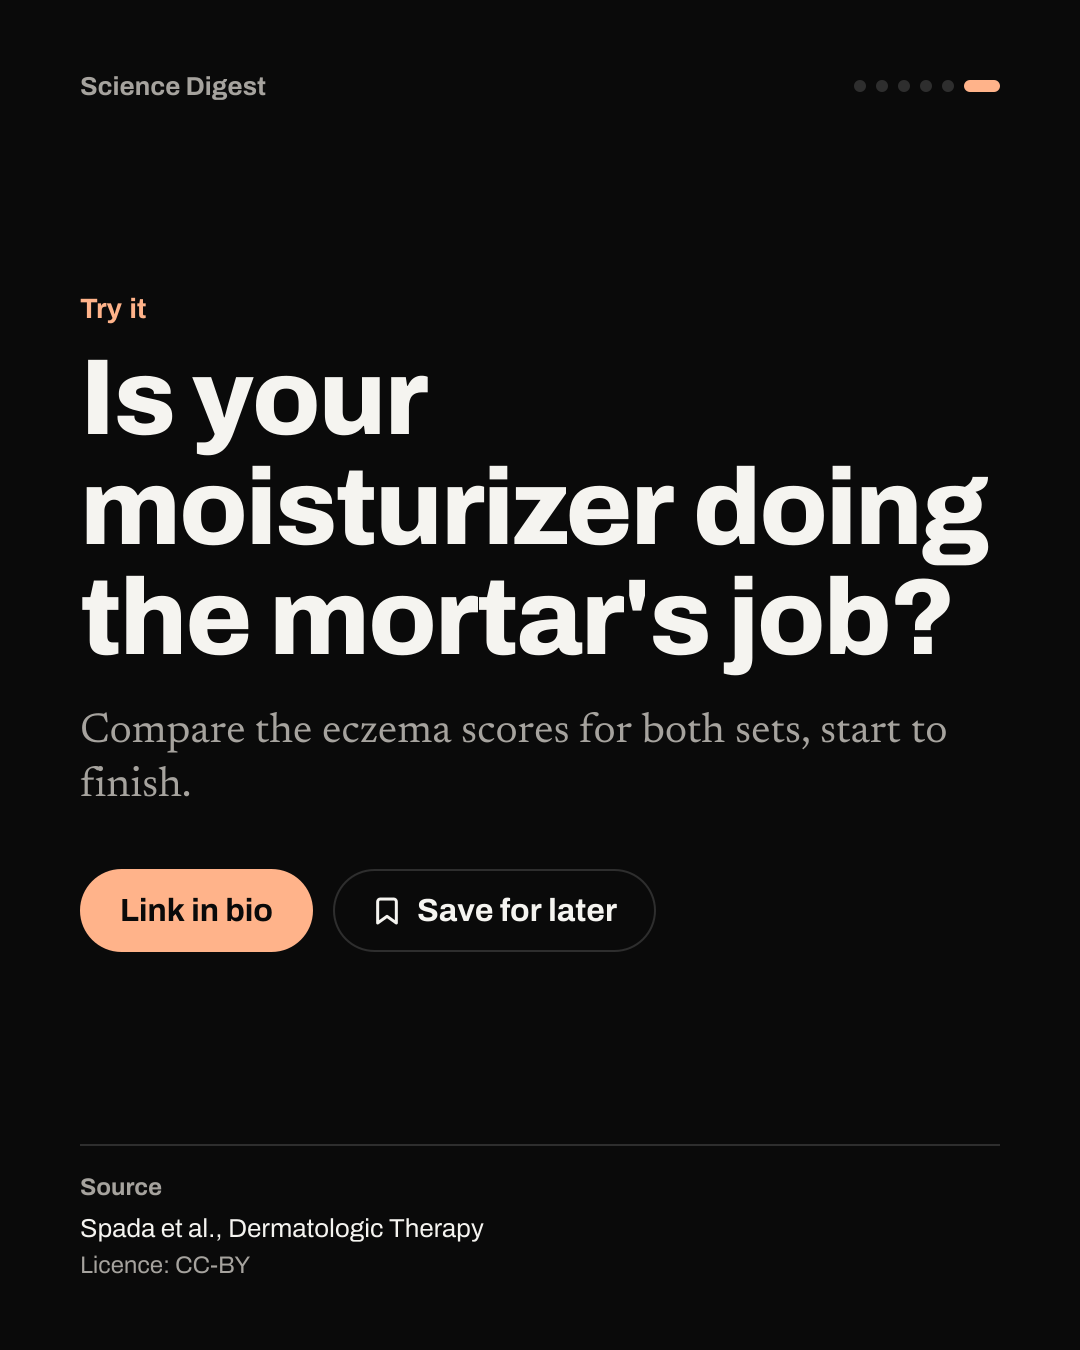 Science Digest
Try it
Is your
moisturizer doing
the mortar's job?
Compare the eczema scores for both sets, start to
finish.
Link in bio
Save for later
Source
Spada et al., Dermatologic Therapy
Licence: CC-BY